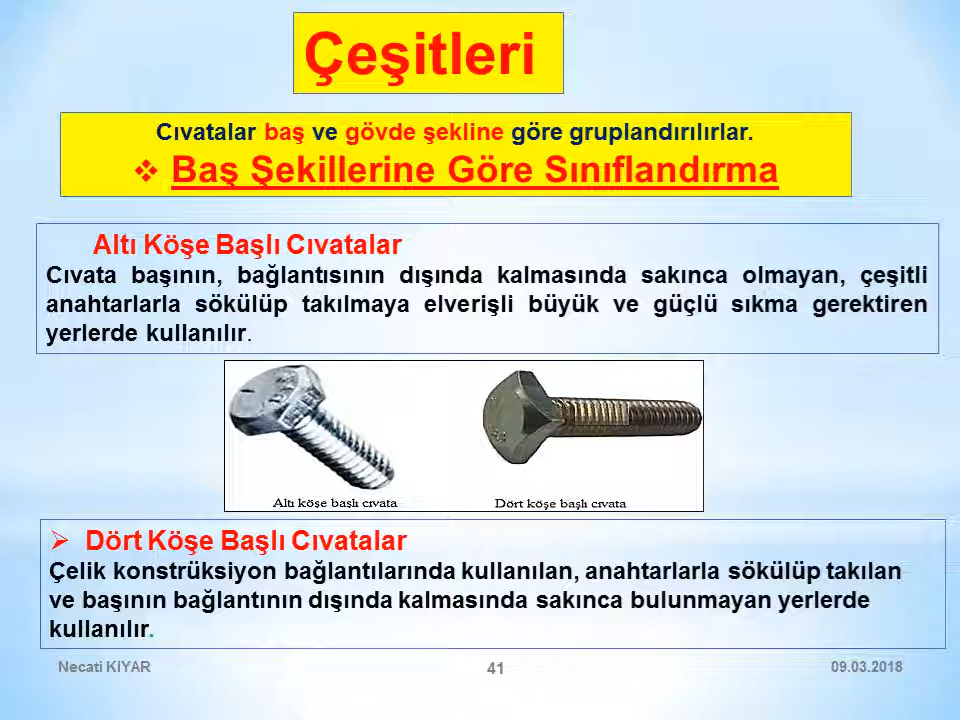 Çeşitleri
Cıvatalar baş ve gövde şekline göre gruplandırılırlar.
❖ Baş Şekillerine Göre Sınıflandırma
Altı Köşe Başlı Cıvatalar
Cıvata başının, bağlantısının dışında kalmasında sakınca olmayan, çeşitli
anahtarlarla sökülüp takılmaya elverişli büyük ve güçlü sıkma gerektiren
yerlerde kullanılır.
Altı köşe başlı cıvata
Dört köşe başlı cıvata
➢ Dört Köşe Başlı Cıvatalar
Çelik konstrüksiyon bağlantılarında kullanılan, anahtarlarla sökülüp takılan
ve başının bağlantının dışında kalmasında sakınca bulunmayan yerlerde
kullanılır.
Necati KIYAR
41
09.03.2018